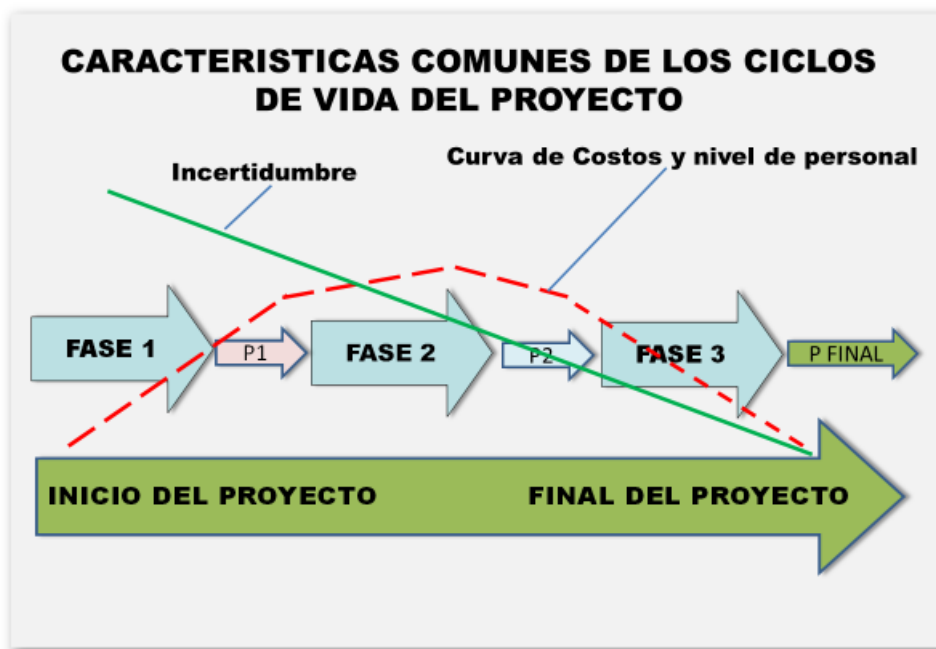 CARACTERISTICAS COMUNES DE LOS CICLOS
DE VIDA DEL PROYECTO
Incertidumbre
Curva de Costos y nivel de personal
FASE 1
P1
FASE 2
P2
FASE 3
P FINAL
INICIO DEL PROYECTO
FINAL DEL PROYECTO